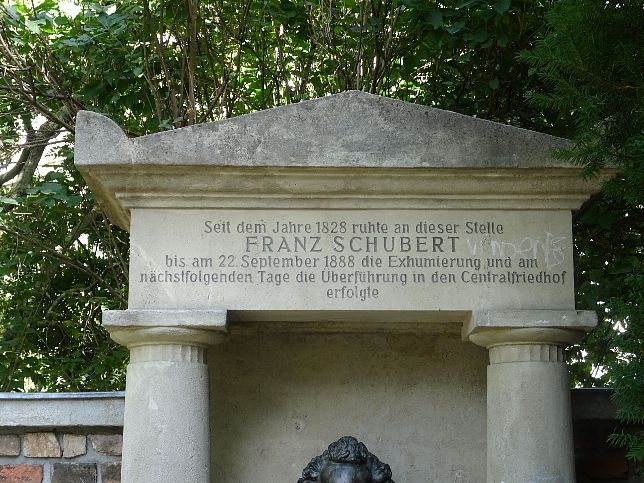 Seit dem Jahre 1828 ruhte an dieser Stelle
FRANZ SCHUBERT
bis am 22. September 1888 die Exhumierung und am
nächstfolgenden Tage die Überführung in den Centralfriedhof
erfolgte